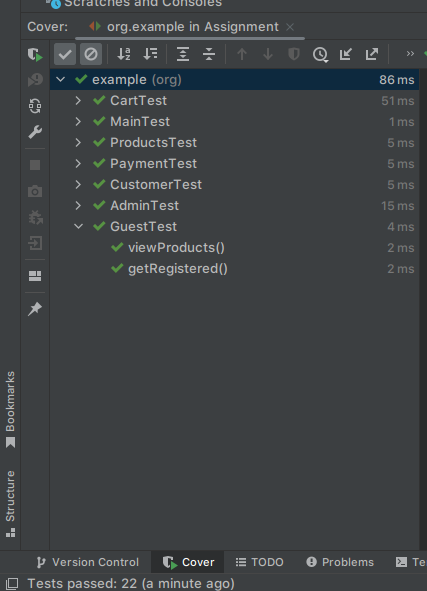 Scratches and Consoles
Cover: org.example in Assignment
example (org) 86 ms
CartTest 51 ms
MainTest 1 ms
ProductsTest 5 ms
PaymentTest 5 ms
CustomerTest 5 ms
AdminTest 15 ms
GuestTest 4 ms
viewProducts() 2 ms
getRegistered() 2 ms
Bookmarks
Structure
Version Control Cover TODO Problems Te
Tests passed: 22 (a minute ago)